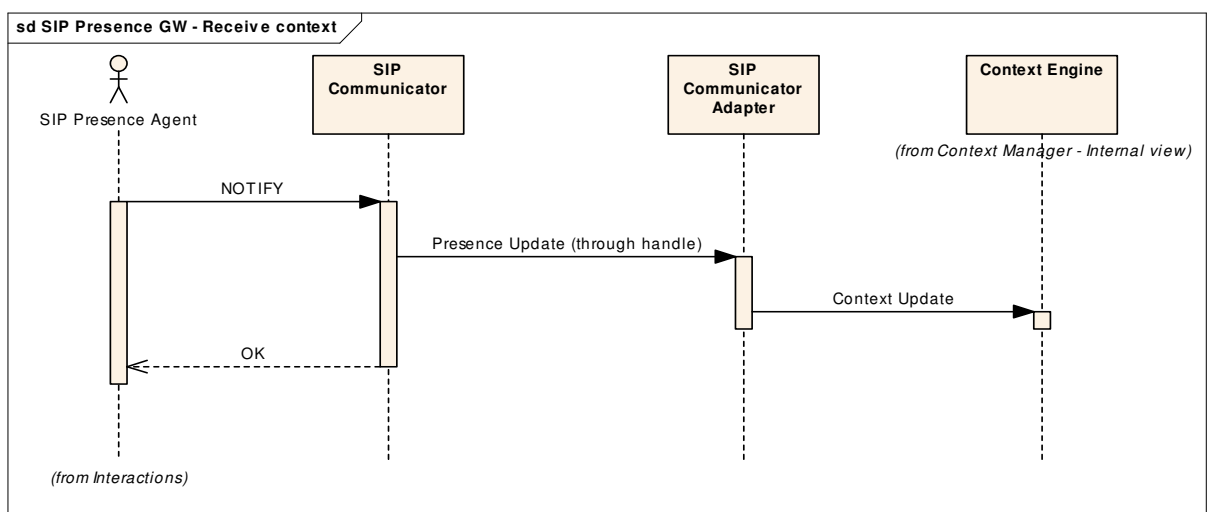 sd SIP Presence GW - Receive context
SIP
Communicator
SIP
Communicator
Adapter
Context Engine
SIP Presence Agent
(from Context Manager - Internal view)
NOTIFY
Presence Update (through handle)
Context Update
OK
(from Interactions)